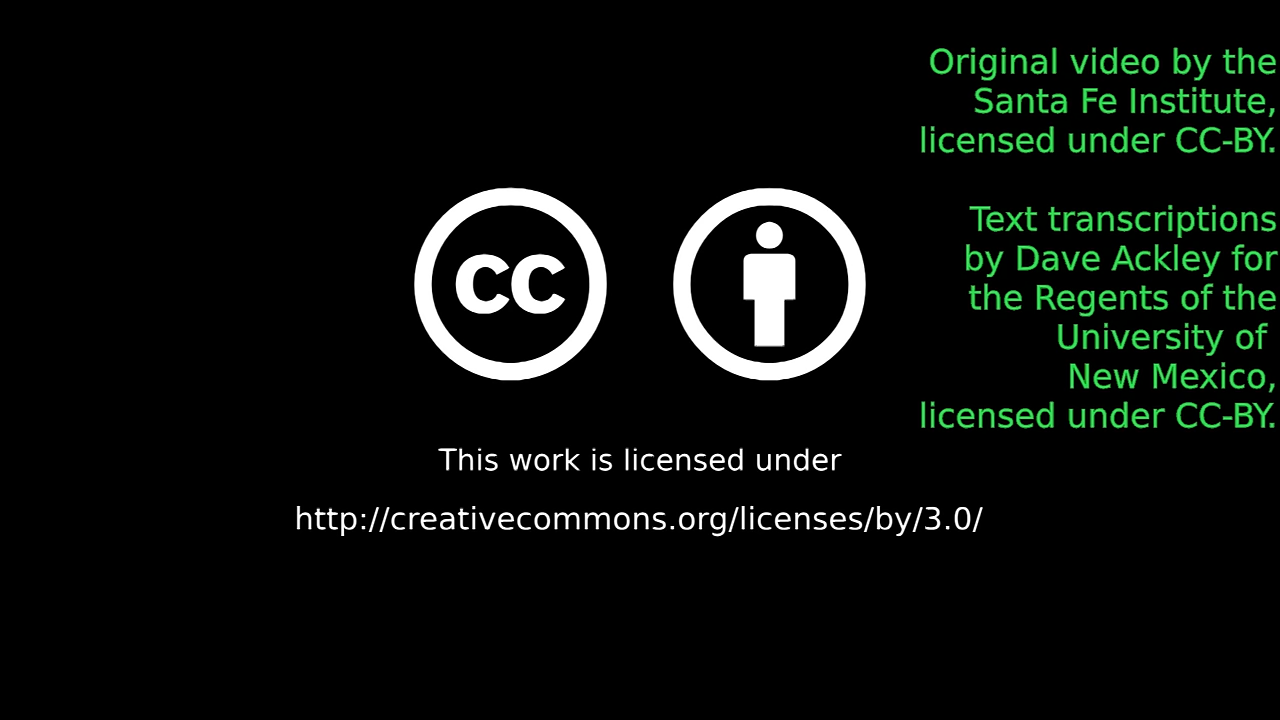 Original video by the
Santa Fe Institute,
licensed under CC-BY.
Text transcriptions
by Dave Ackley for
the Regents of the
University of
New Mexico,
licensed under CC-BY.
cc
This work is licensed under
http://creativecommons.org/licenses/by/3.0/